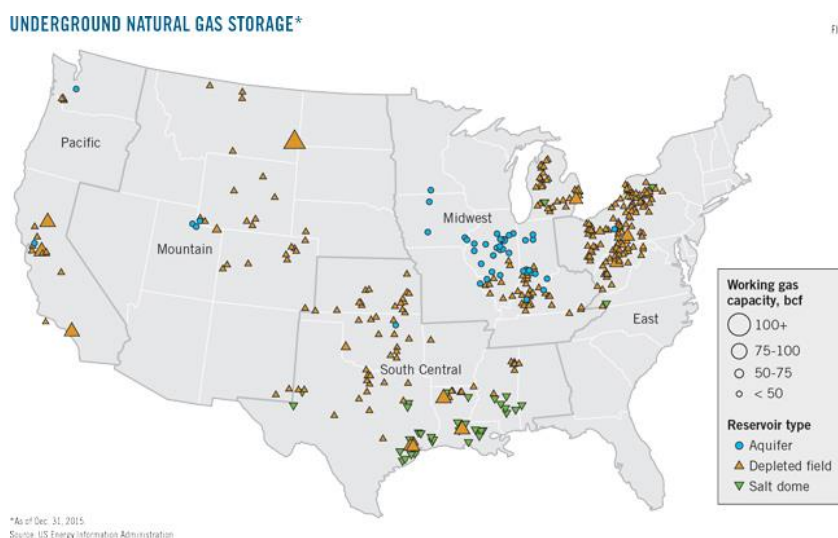 UNDERGROUND NATURAL GAS STORAGE*
FI
Pacific
Mountain
Midwest
South Central
East
Working gas
capacity, bcf
100+
75-100
50-75
< 50
Reservoir type
Aquifer
Depleted field
Salt dome
*As of Dec. 31, 2015.
Source: US Energy Information Administration